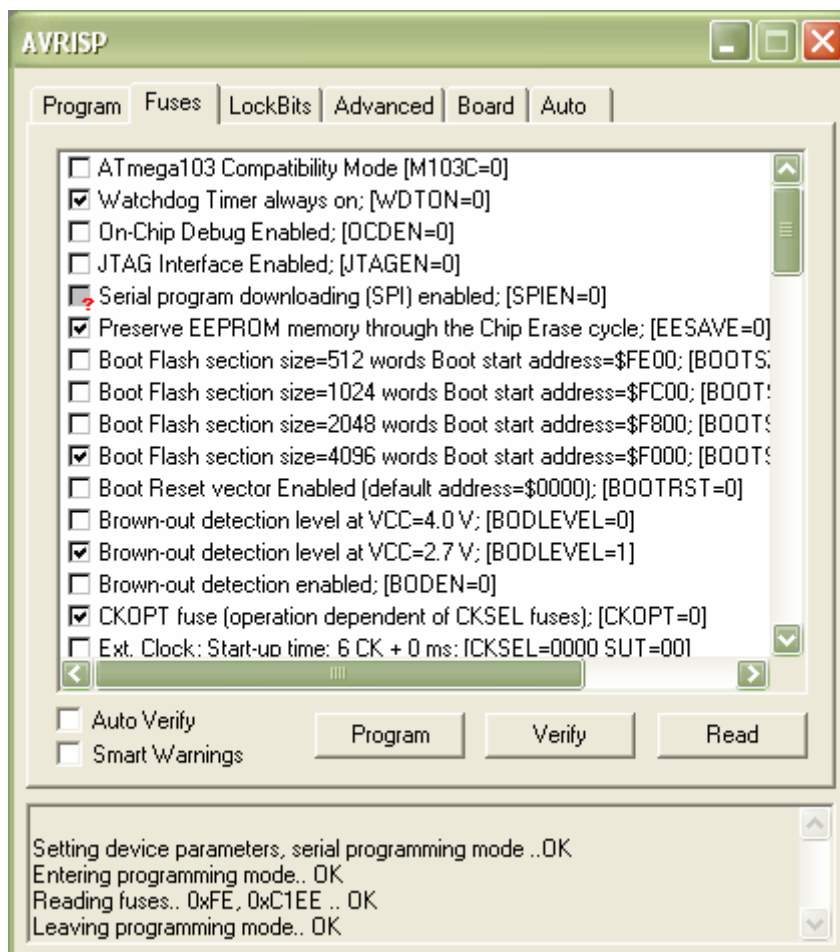 AVRISP
Program Fuses LockBits Advanced Board Auto
ATmega103 Compatibility Mode [M103C=0]
Watchdog Timer always on; [WDTON=0]
On-Chip Debug Enabled; [OCDEN=0]
JTAG Interface Enabled; [JTAGEN=0]
? Serial program downloading (SPI) enabled; [SPIEN=0]
Preserve EEPROM memory through the Chip Erase cycle; [EESAVE=0]
Boot Flash section size=512 words Boot start address=$FE00; [BOOTS
Boot Flash section size=1024 words Boot start address=$FC00; [BOOTS
Boot Flash section size=2048 words Boot start address=$F800; [BOOTS
Boot Flash section size=4096 words Boot start address=$F000; [BOOTS
Boot Reset vector Enabled (default address=$0000); [BOOTRST=0]
Brown-out detection level at VCC=4.0 V; [BODLEVEL=0]
Brown-out detection level at VCC=2.7 V; [BODLEVEL=1]
Brown-out detection enabled; [BODEN=0]
CKOPT fuse (operation dependent of CKSEL fuses); [CKOPT=0]
Ext. Clock; Start-up time: 6 CK + 0 ms; [CKSEL=0000 SUT=00]
Auto Verify
Smart Warnings
Program Verify Read
Setting device parameters, serial programming mode ..OK
Entering programming mode.. OK
Reading fuses.. 0xFE, 0xC1EE .. OK
Leaving programming mode.. OK